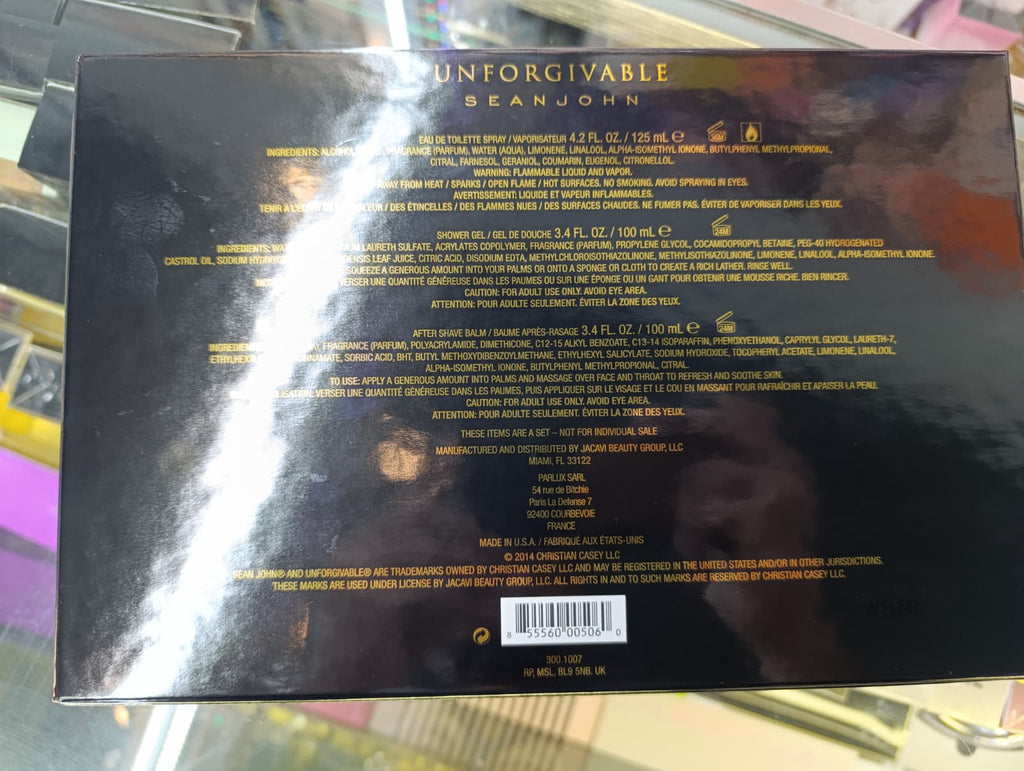 UNFORGIVABLE
SEANJOHN
EAU DE TOILETTE SPRAY / VAPORISATEUR 4.2 FL. OZ. / 125 mL ℮ 36M
INGREDIENTS: ALCOHOL FRAGRANCE (PARFUM), WATER (AQUA), LIMONENE, LINALOOL, ALPHA-ISOMETHYL IONONE, BUTYLPHENYL METHYLPROPIONAL,
CITRAL, FARNESOL, GERANIOL, COUMARIN, EUGENOL, CITRONELLOL.
WARNING: FLAMMABLE LIQUID AND VAPOR.
AWAY FROM HEAT / SPARKS / OPEN FLAME / HOT SURFACES. NO SMOKING. AVOID SPRAYING IN EYES.
AVERTISSEMENT: LIQUIDE ET VAPEUR INFLAMMABLES.
TENIR À / DES ÉTINCELLES / DES FLAMMES NUES / DES SURFACES CHAUDES. NE FUMER PAS. ÉVITER DE VAPORISER DANS LES YEUX.
SHOWER GEL / GEL DE DOUCHE 3.4 FL. OZ. / 100 mL ℮ 24M
INGREDIENTS: LAURETH SULFATE, ACRYLATES COPOLYMER, FRAGRANCE (PARFUM), PROPYLENE GLYCOL, COCAMIDOPROPYL BETAINE, PEG-40 HYDROGENATED
CASTROL OIL, SODIUM LEAF JUICE, CITRIC ACID, DISODIUM EDTA, METHYLCHLOROISOTHIAZOLINONE, METHYLISOTHIAZOLINONE, LIMONENE, LINALOOL, ALPHA-ISOMETHYL IONONE.
SQUEEZE A GENEROUS AMOUNT INTO YOUR PALMS OR ONTO A SPONGE OR CLOTH TO CREATE A RICH LATHER. RINSE WELL.
VERSER UNE QUANTITÉ GÉNÉREUSE DANS LES PAUMES OU SUR UNE ÉPONGE OU UN GANT POUR OBTENIR UNE MOUSSE RICHE. BIEN RINCER.
CAUTION: FOR ADULT USE ONLY. AVOID EYE AREA.
ATTENTION: POUR ADULTE SEULEMENT. ÉVITER LA ZONE DES YEUX.
AFTER SHAVE BALM / BAUME APRÈS-RASAGE 3.4 FL. OZ. / 100 mL ℮ 24M
FRAGRANCE (PARFUM), POLYACRYLAMIDE, DIMETHICONE, C12-15 ALKYL BENZOATE, C13-14 ISOPARAFFIN, PHENOXYETHANOL, CAPRYLYL GLYCOL, LAURETH-7,
SORBIC ACID, BHT, BUTYL METHOXYDIBENZOYLMETHANE, ETHYLHEXYL SALICYLATE, SODIUM HYDROXIDE, TOCOPHERYL ACETATE, LIMONENE, LINALOOL,
ALPHA-ISOMETHYL IONONE, BUTYLPHENYL METHYLPROPIONAL, CITRAL.
TO USE: APPLY A GENEROUS AMOUNT INTO PALMS AND MASSAGE OVER FACE AND THROAT TO REFRESH AND SOOTHE SKIN.
VERSER UNE QUANTITÉ GÉNÉREUSE DANS LES PAUMES, PUIS APPLIQUER SUR LE VISAGE ET LE COU EN MASSANT POUR RAFRAÎCHIR ET APAISER LA PEAU.
CAUTION: FOR ADULT USE ONLY. AVOID EYE AREA.
ATTENTION: POUR ADULTE SEULEMENT. ÉVITER LA ZONE DES YEUX.
THESE ITEMS ARE A SET – NOT FOR INDIVIDUAL SALE
MANUFACTURED AND DISTRIBUTED BY JACAVI BEAUTY GROUP, LLC
MIAMI, FL 33122
PARLUX SARL
54 rue de Bitchie
Paris La Defense 7
92400 COURBEVOIE
FRANCE
MADE IN U.S.A. / FABRIQUÉ AUX ÉTATS-UNIS
© 2014 CHRISTIAN CASEY LLC
SEAN JOHN® AND UNFORGIVABLE® ARE TRADEMARKS OWNED BY CHRISTIAN CASEY LLC AND MAY BE REGISTERED IN THE UNITED STATES AND/OR IN OTHER JURISDICTIONS.
THESE MARKS ARE USED UNDER LICENSE BY JACAVI BEAUTY GROUP, LLC. ALL RIGHTS IN AND TO SUCH MARKS ARE RESERVED BY CHRISTIAN CASEY LLC.
8 55560 00506 0
300.1007
RP, MSL, BL9 5NB. UK